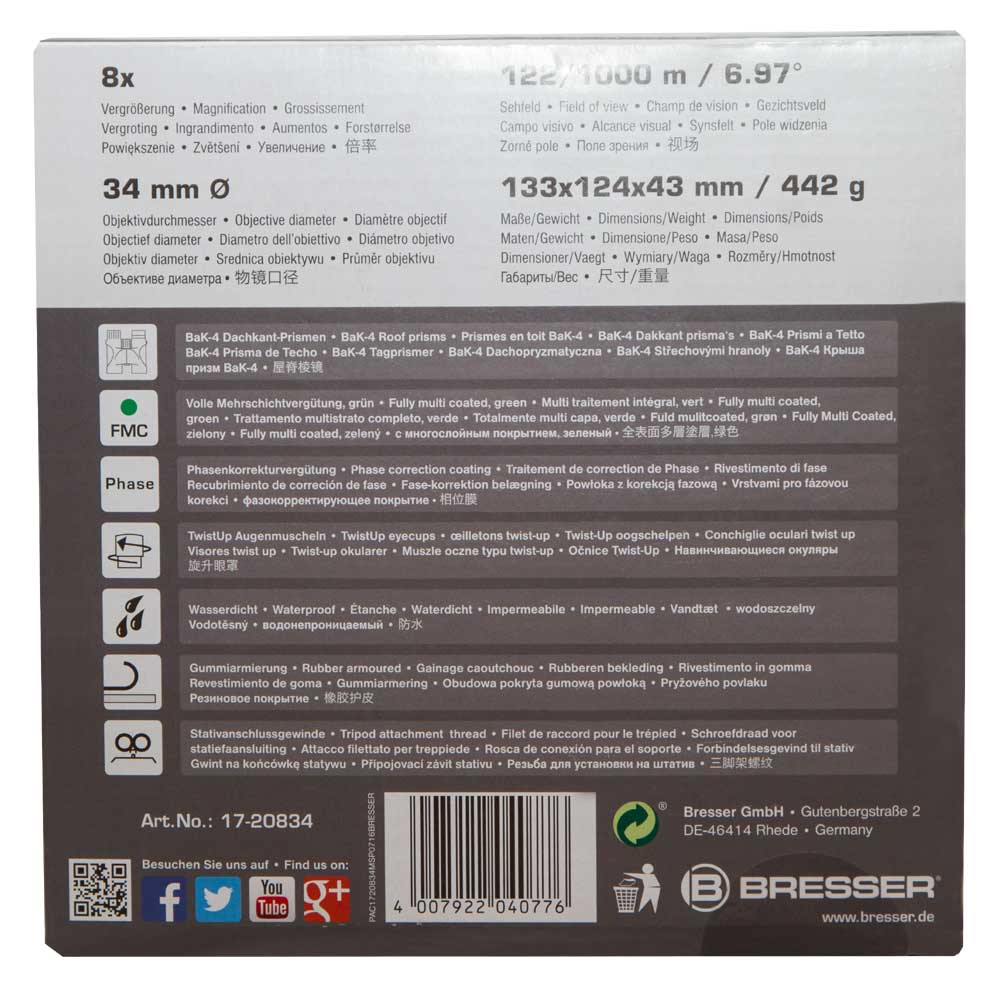 8x
Vergrößerung • Magnification • Grossissement
Vergroting • Ingrandimento • Aumentos • Forstørrelse
Powiększenie • Zvětšení • Увеличение • 倍率
34 mm Ø
Objektivdurchmesser • Objective diameter • Diamètre objectif
Objectief diameter • Diametro dell'obiettivo • Diámetro objetivo
Objektiv diameter • Srednica obiektywu • Průměr objektivu
Объективе диаметра • 物镜口径
122/1000 m / 6.97°
Sehfeld • Field of view • Champ de vision • Gezichtsveld
Campo visivo • Alcance visual • Synsfelt • Pole widzenia
Zorné pole • Поле зрения • 视场
133x124x43 mm / 442 g
Maße/Gewicht • Dimensions/Weight • Dimensions/Poids
Maten/Gewicht • Dimensione/Peso • Masa/Peso
Dimensioner/Vaegt • Wymiary/Waga • Rozměry/Hmotnost
Габариты/Вес • 尺寸/重量
BaK-4 Dachkant-Prismen • BaK-4 Roof prisms • Prismes en toit BaK-4 • BaK-4 Dakkant prisma's • BaK-4 Prismi a Tetto
BaK-4 Prisma de Techo • BaK-4 Tagprismer • BaK-4 Dachopryzmatyczna • BaK-4 Střechovými hranoly • BaK-4 Крыша
призм BaK-4 • 屋脊棱镜
FMC
Volle Mehrschichtvergütung, grün • Fully multi coated, green • Multi traitement intégral, vert • Fully multi coated,
groen • Trattamento multistrato completo, verde • Totalmente multi capa, verde • Fuld mulitcoated, grøn • Fully Multi Coated,
zielony • Fully multi coated, zelený • с многослойным покрытием, зеленый • 全表面多層塗層,绿色
Phase
Phasenkorrekturvergütung • Phase correction coating • Traitement de correction de Phase • Rivestimento di fase
Recubrimiento de correción de fase • Fase-korrektion belægning • Powłoka z korekcją fazową • Vrstvami pro fázovou
korekci • фазокорректирующее покрытие • 相位膜
TwistUp Augenmuscheln • TwistUp eyecups • œilletons twist-up • Twist-Up oogschelpen • Conchiglie oculari twist up
Visores twist up • Twist-up okularer • Muszle oczne typu twist-up • Očnice Twist-Up • Навинчивающиеся окуляры
旋升眼罩
Wasserdicht • Waterproof • Étanche • Waterdicht • Impermeabile • Impermeable • Vandtæt • wodoszczelny
Vodotěsný • водонепроницаемый • 防水
Gummiarmierung • Rubber armoured • Gainage caoutchouc • Rubberen bekleding • Rivestimento in gomma
Revestimiento de goma • Gummiarmering • Obudowa pokryta gumową powłoką • Pryžového povlaku
Резиновое покрытие • 橡胶护皮
Stativanschlussgewinde • Tripod attachment thread • Filet de raccord pour le trépied • Schroefdraad voor
statiefaansluiting • Attacco filettato per treppiede • Rosca de conexión para el soporte • Forbindelsesgevind til stativ
Gwint na końcówkę statywu • Připojovací závit stativu • Резьба для установки на штатив • 三脚架螺纹
Art.No.: 17-20834
Besuchen Sie uns auf • Find us on:
You
Tube
g+
PAC1720834MSP0716BRESSER
4 007922 040776
®
Bresser GmbH • Gutenbergstraße 2
DE-46414 Rhede • Germany
B BRESSER®
www.bresser.de